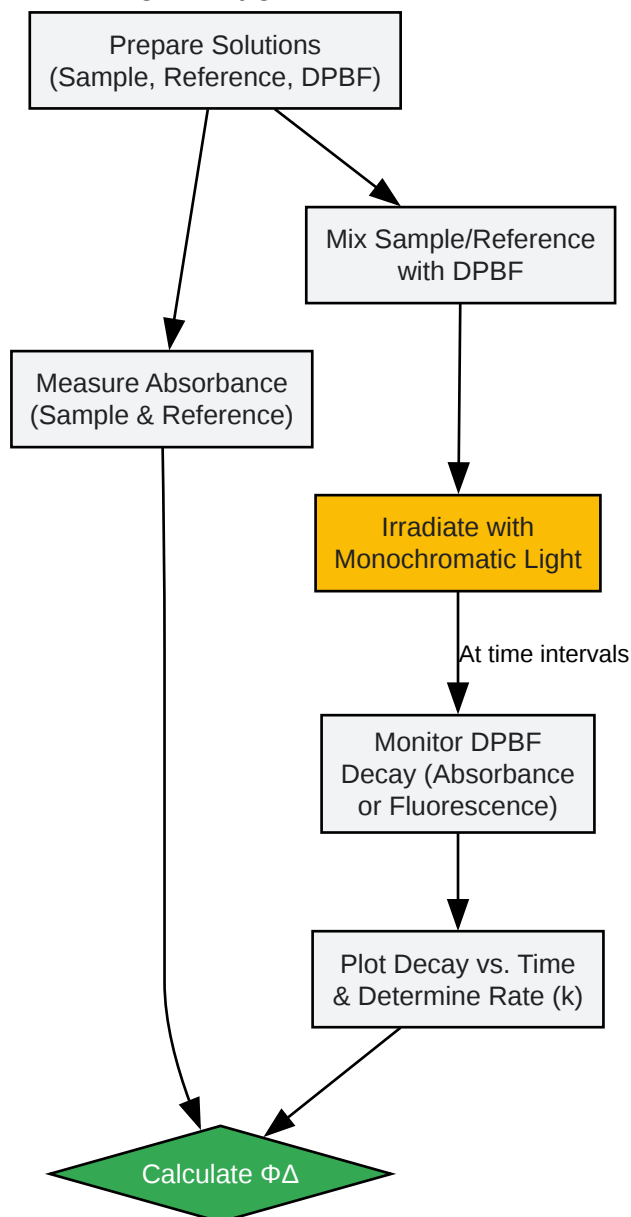 Prepare Solutions
(Sample, Reference, DPBF)
Mix Sample/Reference
with DPBF
Measure Absorbance
(Sample & Reference)
Irradiate with
Monochromatic Light
At time intervals
Monitor DPBF
Decay (Absorbance
or Fluorescence)
Plot Decay vs. Time
& Determine Rate (k)
Calculate ΦΔ